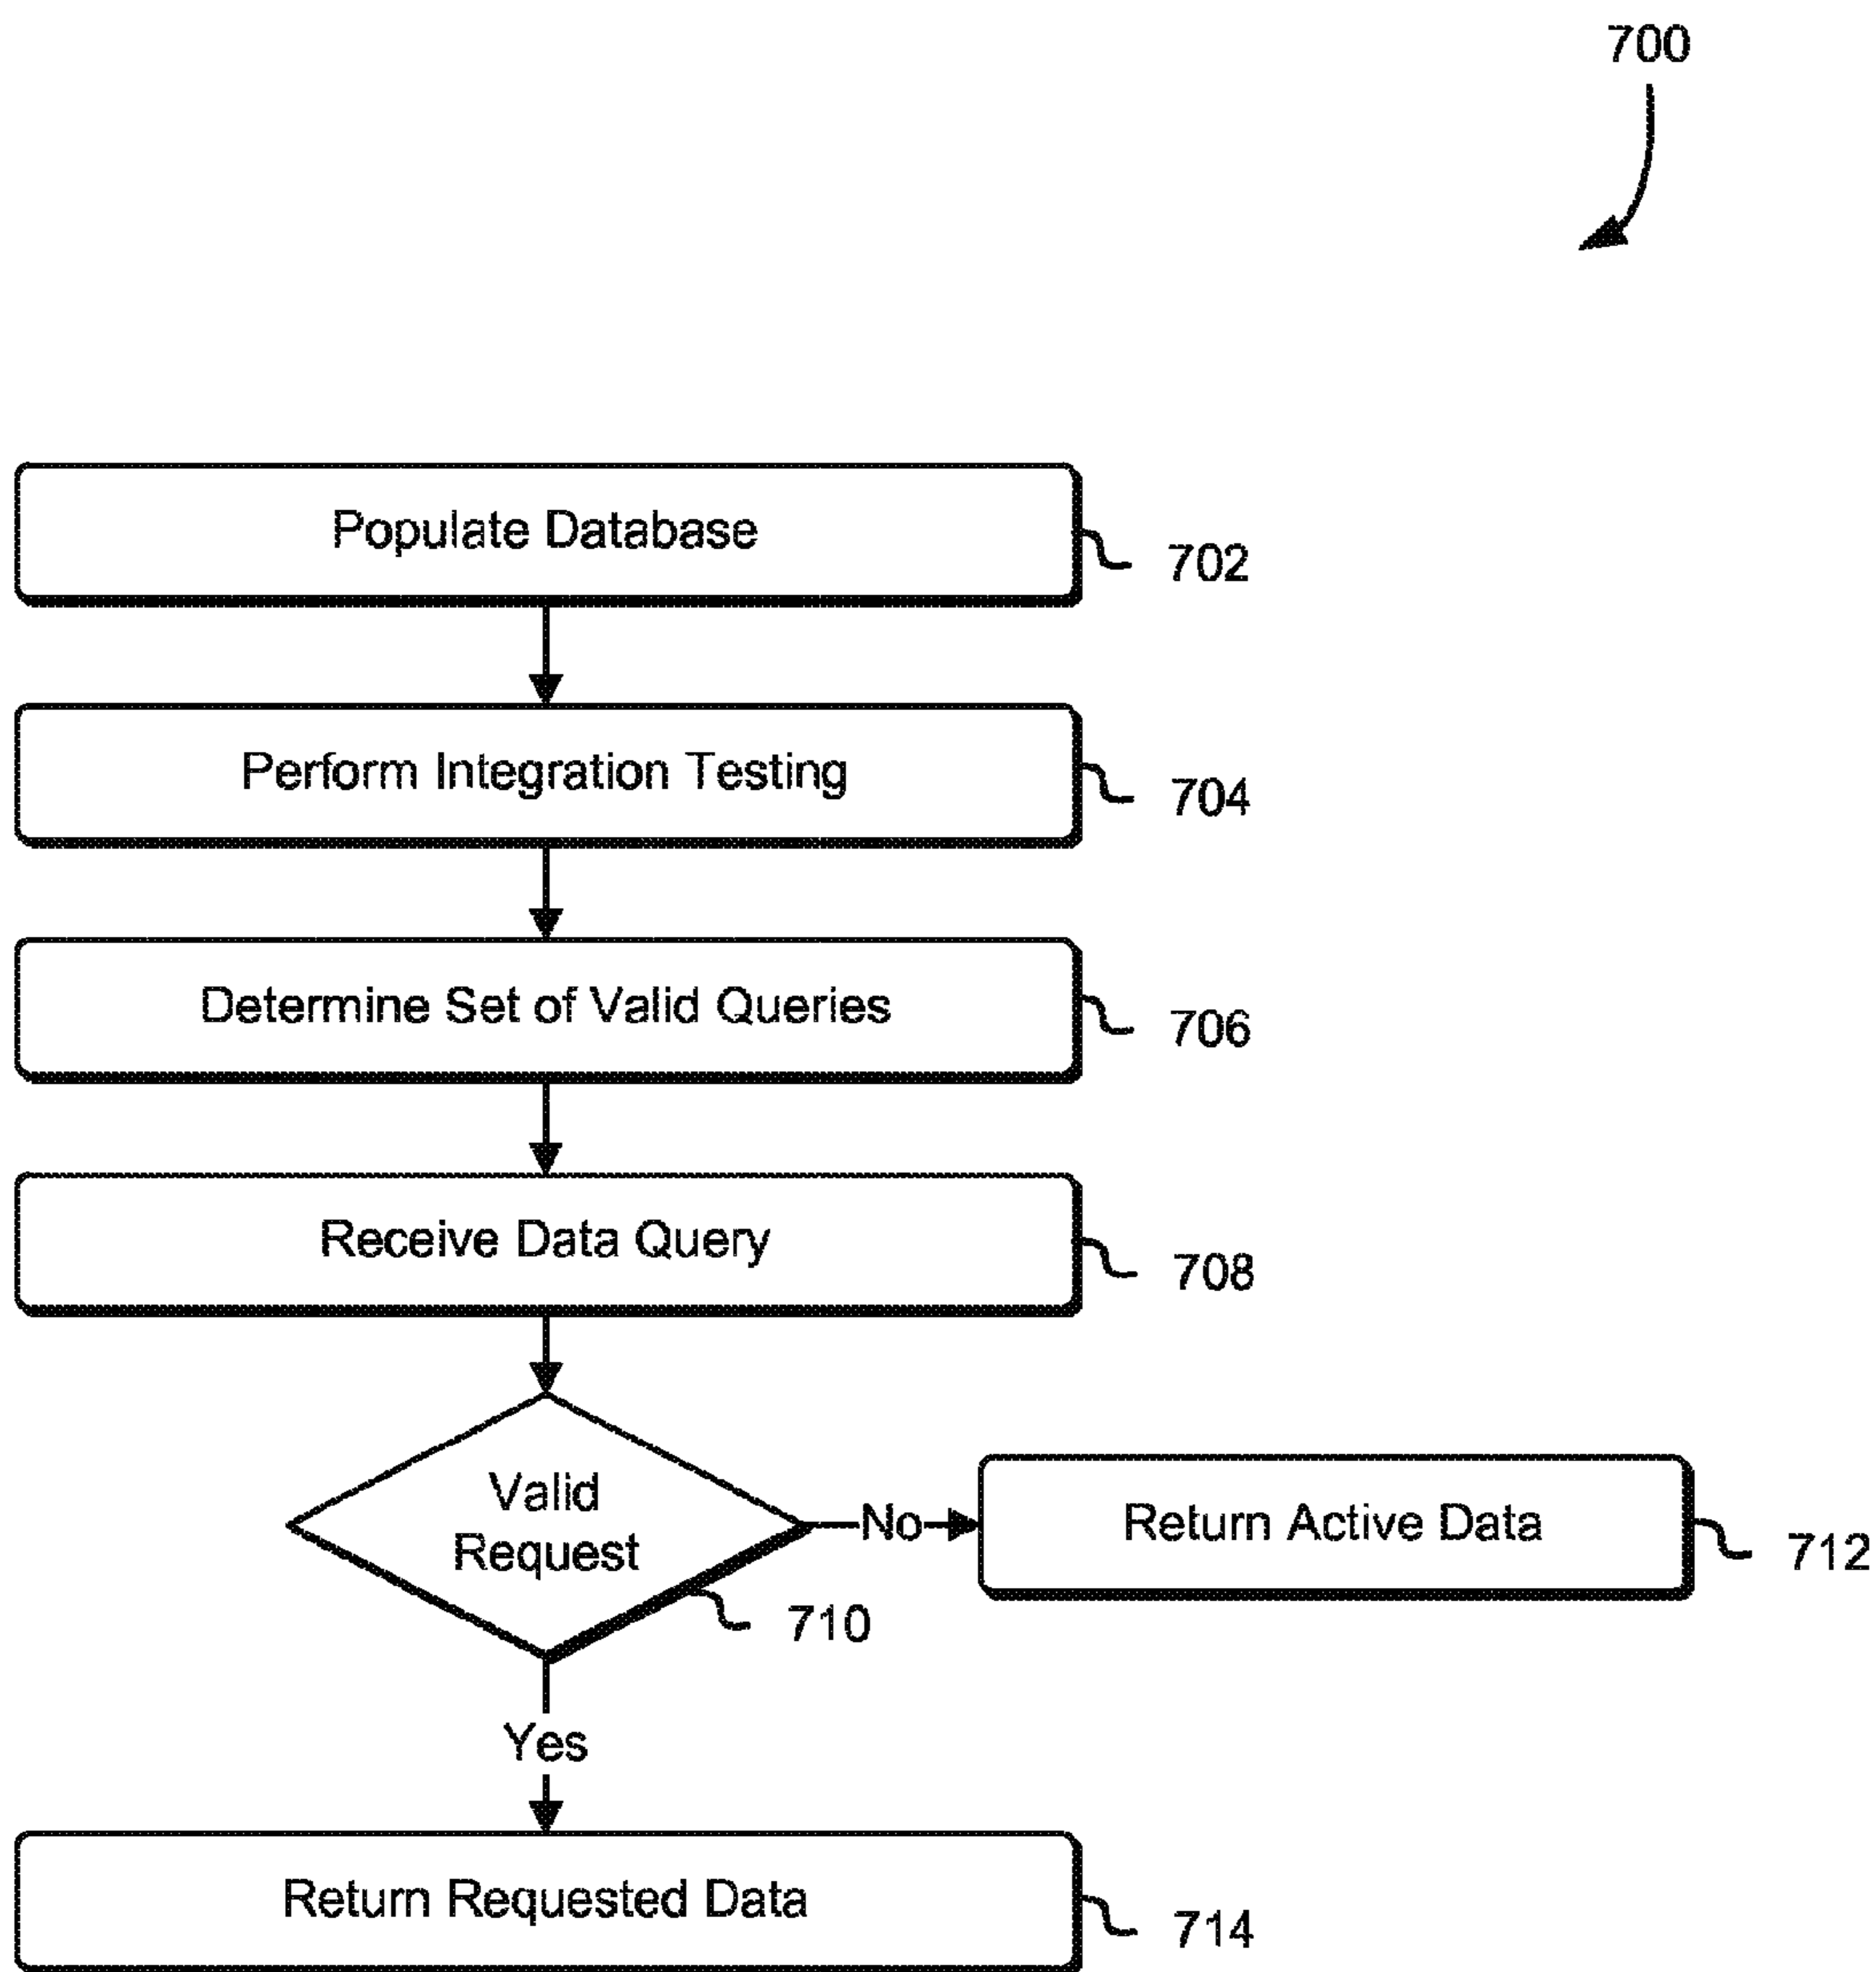 700
Populate Database
702
Perform Integration Testing
704
Determine Set of Valid Queries
706
Receive Data Query
708
Valid
Request
No
Return Active Data
712
710
Yes
Return Requested Data
714